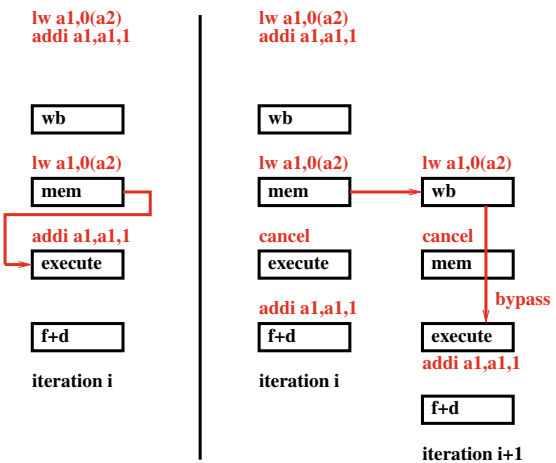 lw a1,0(a2)
addi a1,a1,1
wb
lw a1,0(a2)
mem
addi a1,a1,1
execute
f+d
iteration i
lw a1,0(a2)
addi a1,a1,1
wb
lw a1,0(a2)
mem
cancel
execute
addi a1,a1,1
f+d
iteration i
lw a1,0(a2)
wb
cancel
mem
bypass
execute
addi a1,a1,1
f+d
iteration i+1